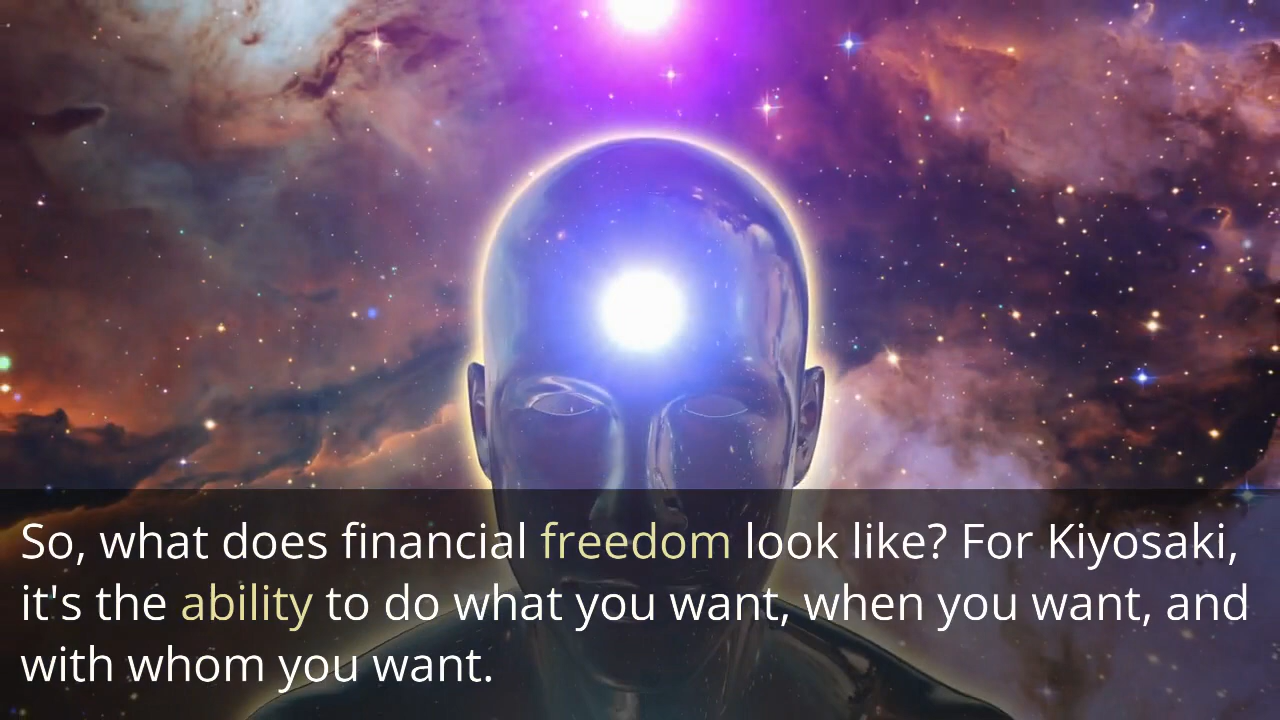 So, what does financial freedom look like? For Kiyosaki,
it's the ability to do what you want, when you want, and
with whom you want.